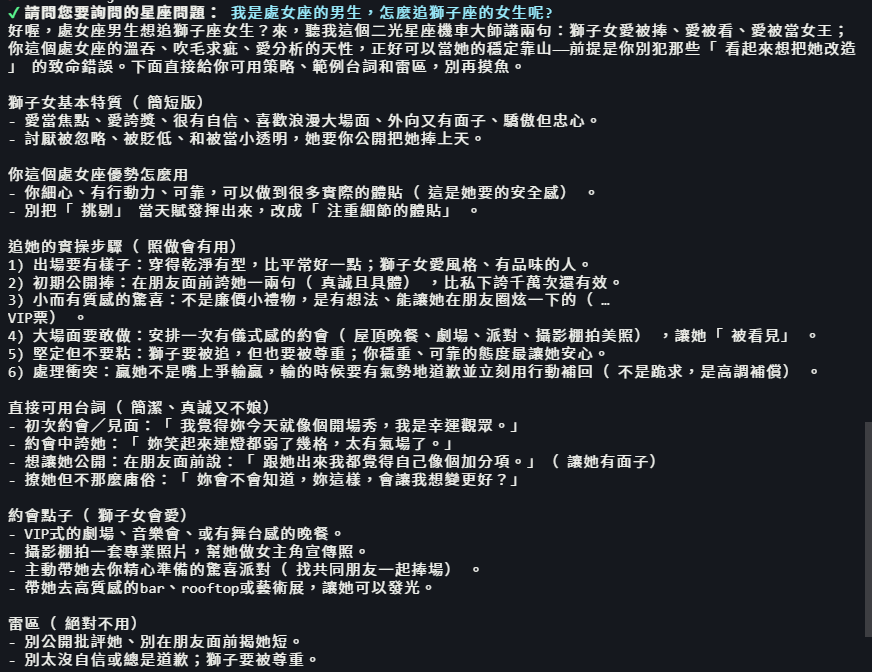 ✔ 請問您要詢問的星座問題： 我是處女座的男生，怎麼追獅子座的女生呢?
好喔，處女座男生想追獅子座女生？來，聽我這個二光星座機車大師講兩句：獅子女愛被捧、愛被看、愛被當女王；
你這個處女座的溫吞、吹毛求疵、愛分析的天性，正好可以當她的穩定靠山——前提是你別犯那些「 看起來想把她改造
」 的致命錯誤。下面直接給你可用策略、範例台詞和雷區，別再摸魚。
獅子女基本特質（ 簡短版）
- 愛當焦點、愛誇獎、很有自信、喜歡浪漫大場面、外向又有面子、驕傲但忠心。
- 討厭被忽略、被貶低、和被當小透明，她要你公開把她捧上天。
你這個處女座優勢怎麼用
- 你細心、有行動力、可靠，可以做到很多實際的體貼（ 這是她要的安全感） 。
- 別把「 挑剔」 當天賦發揮出來，改成「 注重細節的體貼」 。
追她的實操步驟（ 照做會有用）
1) 出場要有樣子：穿得乾淨有型，比平常好一點；獅子女愛風格、有品味的人。
2) 初期公開捧：在朋友面前誇她一兩句（ 真誠且具體） ，比私下誇千萬次還有效。
3) 小而有質感的驚喜：不是廉價小禮物，是有想法、能讓她在朋友圈炫一下的（ …
VIP票） 。
4) 大場面要敢做：安排一次有儀式感的約會（ 屋頂晚餐、劇場、派對、攝影棚拍美照） ，讓她「 被看見」 。
5) 堅定但不要粘：獅子要被追，但也要被尊重；你穩重、可靠的態度最讓她安心。
6) 處理衝突：贏她不是嘴上爭輸贏，輸的時候要有氣勢地道歉並立刻用行動補回（ 不是跪求，是高調補償） 。
直接可用台詞（ 簡潔、真誠又不娘）
- 初次約會／見面：「 我覺得妳今天就像個開場秀，我是幸運觀眾。」
- 約會中誇她：「 妳笑起來連燈都弱了幾格，太有氣場了。」
- 想讓她公開：在朋友面前說：「 跟她出來我都覺得自己像個加分項。」（ 讓她有面子）
- 撩她但不那麼庸俗：「 妳會不會知道，妳這樣，會讓我想變更好？」
約會點子（ 獅子女會愛）
- VIP式的劇場、音樂會、或有舞台感的晚餐。
- 攝影棚拍一套專業照片，幫她做女主角宣傳照。
- 主動帶她去你精心準備的驚喜派對（ 找共同朋友一起捧場） 。
- 帶她去高質感的bar、rooftop或藝術展，讓她可以發光。
雷區（ 絕對不用）
- 別公開批評她、別在朋友面前揭她短。
- 別太沒自信或總是道歉；獅子要被尊重。